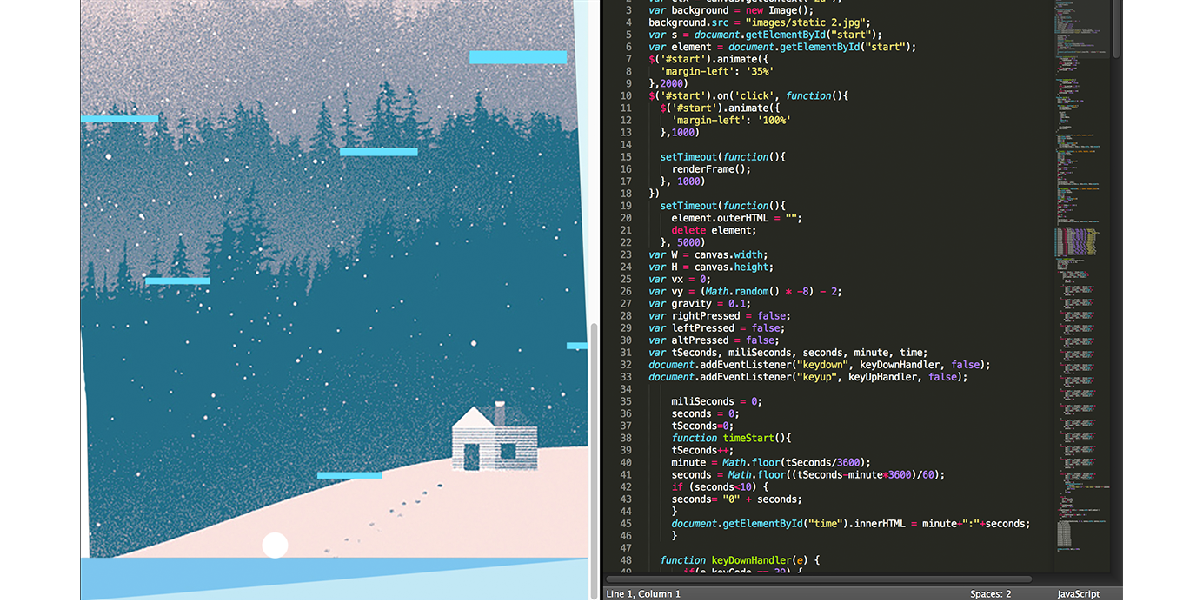 3 var background = new Image();
4 background.src = "images/static 2.jpg";
5 var s = document.getElementById("start");
6 var element = document.getElementById("start");
7 $('#start').animate({
8 'margin-left': '35%'
9 },2000)
10 $('#start').on('click', function(){
11 $('#start').animate({
12 'margin-left': '100%'
13 },1000)
14
15 setTimeout(function(){
16 renderFrame();
17 }, 1000)
18 })
19 setTimeout(function(){
20 element.outerHTML = "";
21 delete element;
22 }, 5000)
23 var W = canvas.width;
24 var H = canvas.height;
25 var vx = 0;
26 var vy = (Math.random() * -8) - 2;
27 var gravity = 0.1;
28 var rightPressed = false;
29 var leftPressed = false;
30 var altPressed = false;
31 var tSeconds, miliSeconds, seconds, minute, time;
32 document.addEventListener("keydown", keyDownHandler, false);
33 document.addEventListener("keyup", keyUpHandler, false);
34
35 miliSeconds = 0;
36 seconds = 0;
37 tSeconds=0;
38 function timeStart(){
39 tSeconds++;
40 minute = Math.floor(tSeconds/3600);
41 seconds = Math.floor((tSeconds-minute*3600)/60);
42 if (seconds<10) {
43 seconds= "0" + seconds;
44 }
45 document.getElementById("time").innerHTML = minute+":"+seconds;
46 }
47
48 function keyDownHandler(e) {
Line 1, Column 1 Spaces: 2 JavaScript